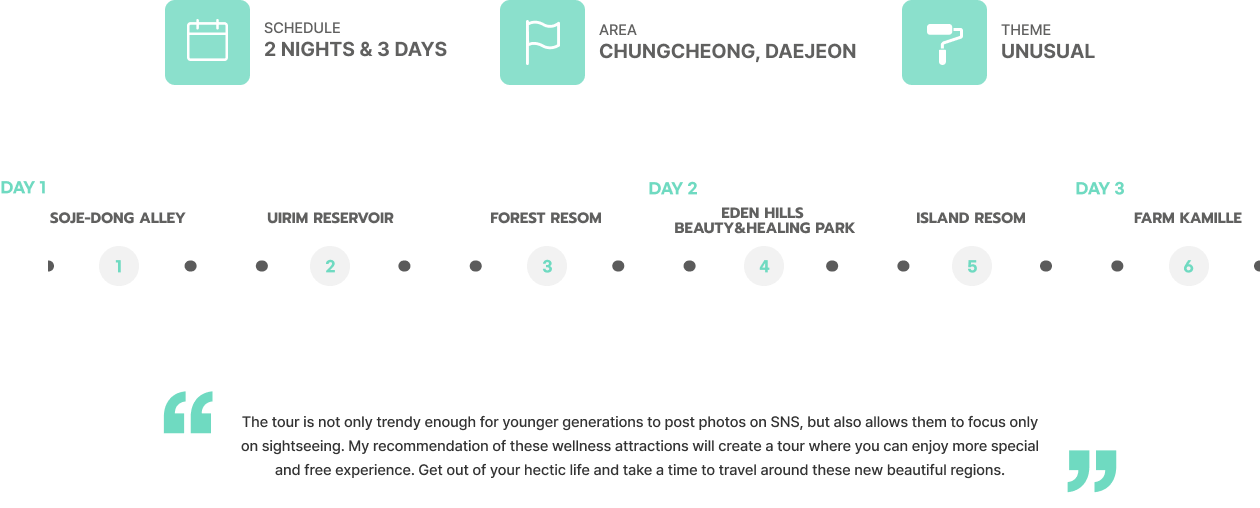 SCHEDULE
2 NIGHTS & 3 DAYS
AREA
CHUNGCHEONG, DAEJEON
THEME
UNUSUAL
DAY 1
SOJE-DONG ALLEY
1
UIRIM RESERVOIR
2
FOREST RESOM
3
DAY 2
EDEN HILLS
BEAUTY&HEALING PARK
4
ISLAND RESOM
5
DAY 3
FARM KAMILLE
6
“
The tour is not only trendy enough for younger generations to post photos on SNS, but also allows them to focus only
on sightseeing. My recommendation of these wellness attractions will create a tour where you can enjoy more special
and free experience. Get out of your hectic life and take a time to travel around these new beautiful regions.
”